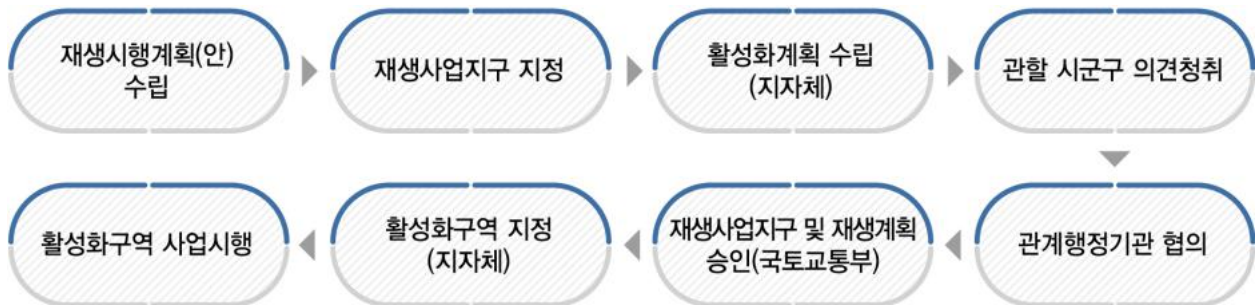 재생시행계획(안)
수립
재생사업지구 지정
활성화계획 수립
(지자체)
관할 시군구 의견청취
관계행정기관 협의
재생사업지구 및 재생계획
승인(국토교통부)
활성화구역 지정
(지자체)
활성화구역 사업시행